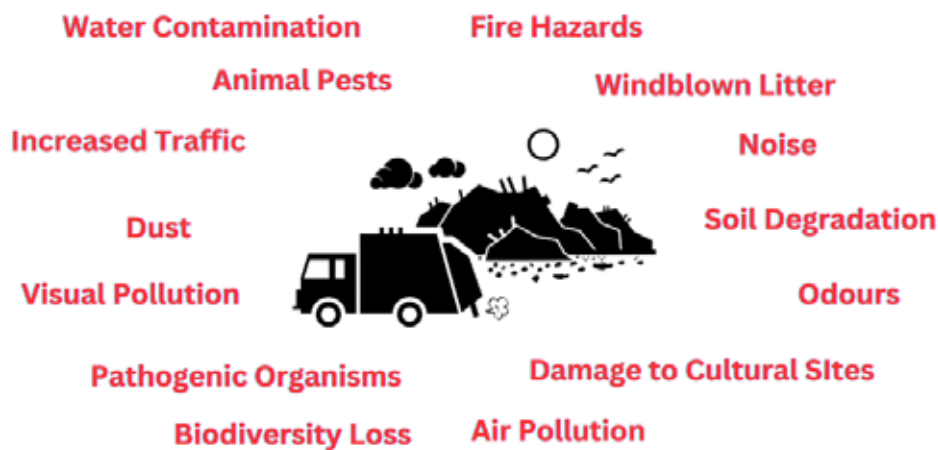 Water Contamination
Fire Hazards
Animal Pests
Windblown Litter
Increased Traffic
Noise
Dust
Soil Degradation
Visual Pollution
Odours
Pathogenic Organisms
Damage to Cultural SItes
Biodiversity Loss
Air Pollution